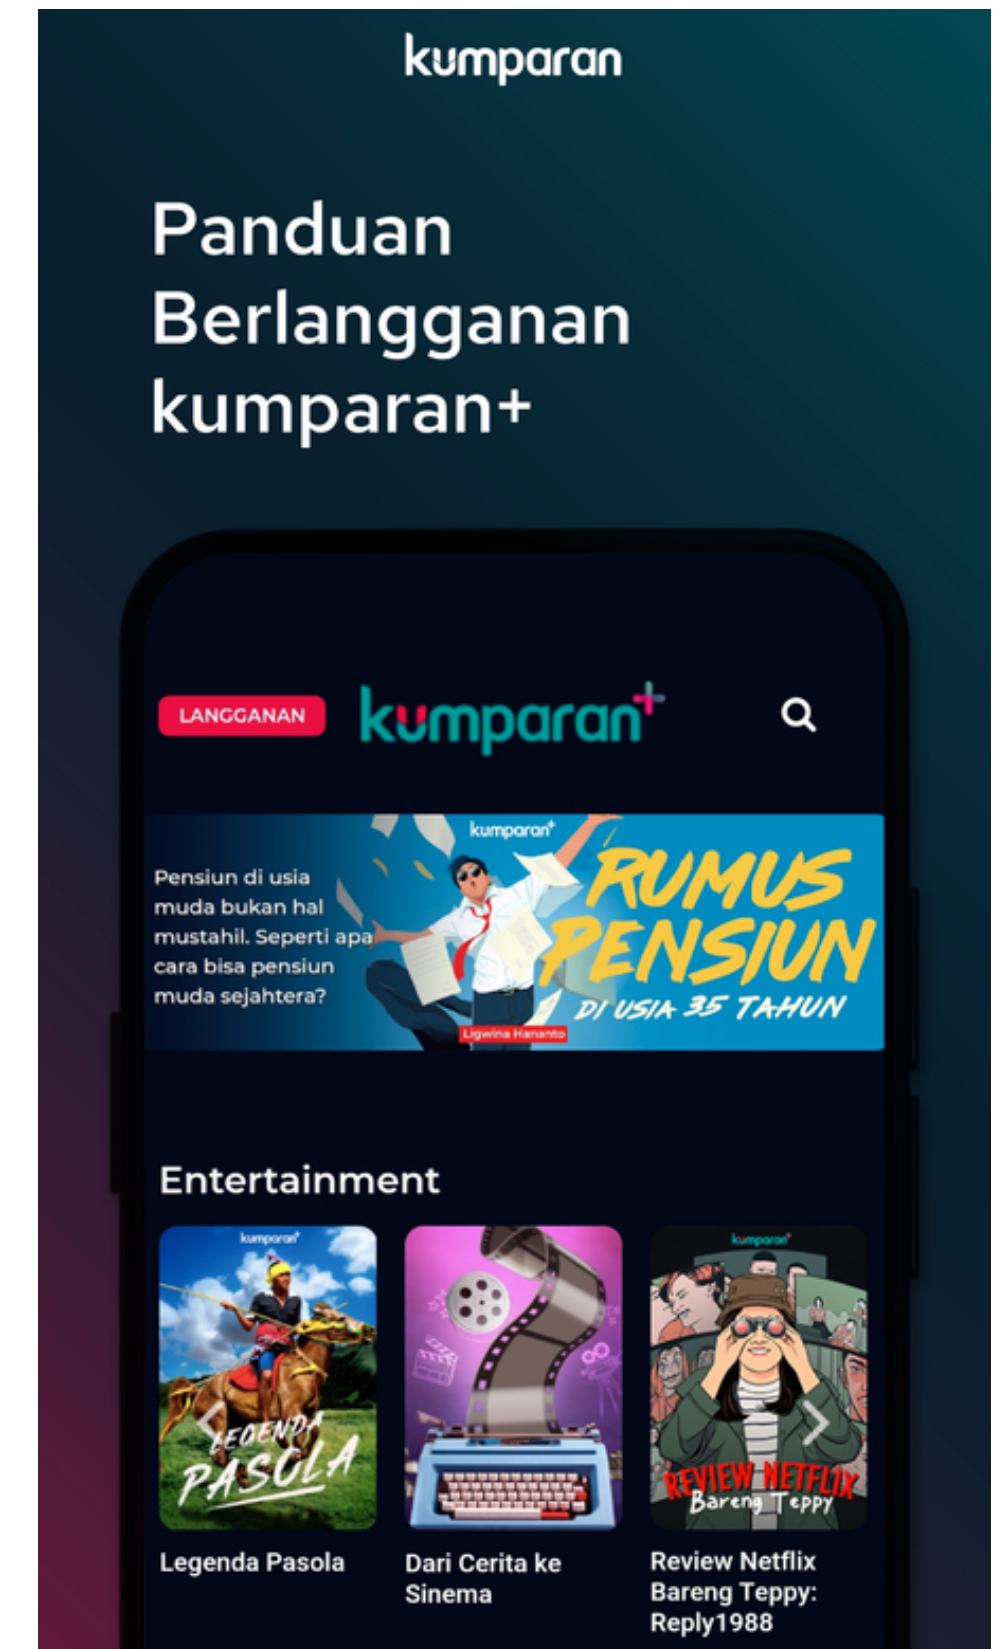 kumparan
Panduan
Berlangganan
kumparan+
LANGGANAN
kumparan+
kumparan+
Pensiun di usia
muda bukan hal
mustahil. Seperti apa
cara bisa pensiun
muda sejahtera?
RUMUS
PENSIUN
DI USIA 35 TAHUN
Ligwina Hananto
Entertainment
kumparan+
LEGENDA
PASOLA
Legenda Pasola
Dari Cerita ke
Sinema
kumparan+
REVIEW NETFLIX
Bareng Teppy
Review Netflix
Bareng Teppy:
Reply1988